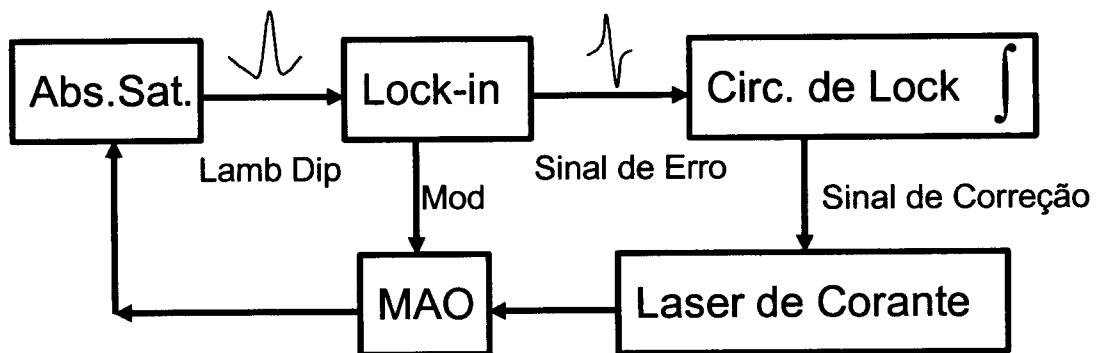 Abs.Sat.
Lock-in
Circ. de Lock ∫
Lamb Dip
Sinal de Erro
Mod
Sinal de Correção
MAO
Laser de Corante